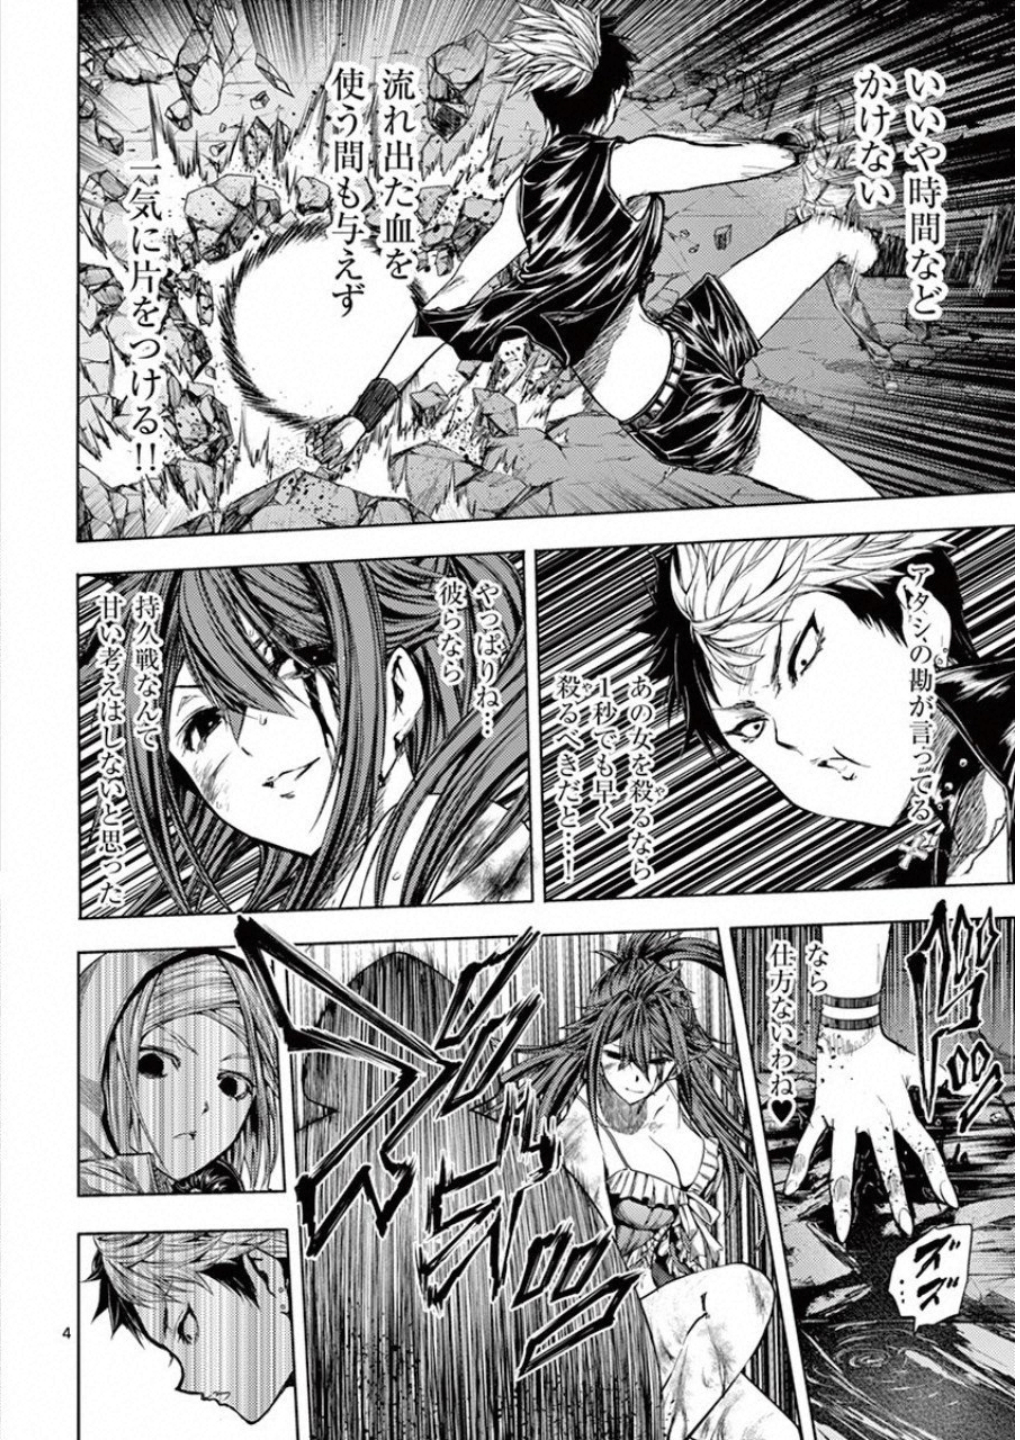 いいや時間など
かけない
流れ出た血を
使う間も与えず
一気に片をつける!!
アタシの勘が言ってる
あの女を殺るなら
1秒でも早く
殺るべきだと…!
や
や
やっぱりね…
彼らなら
持久戦なんて
甘い考えはしないと思った
なら
仕方ないわね♥
ズ
ズ…
4